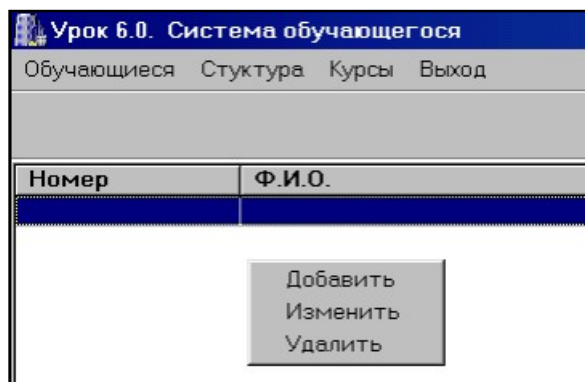 Урок 6.0. Система обучающегося
Обучающиеся Стуктура Курсы Выход
Номер Ф.И.О.
Добавить
Изменить
Удалить